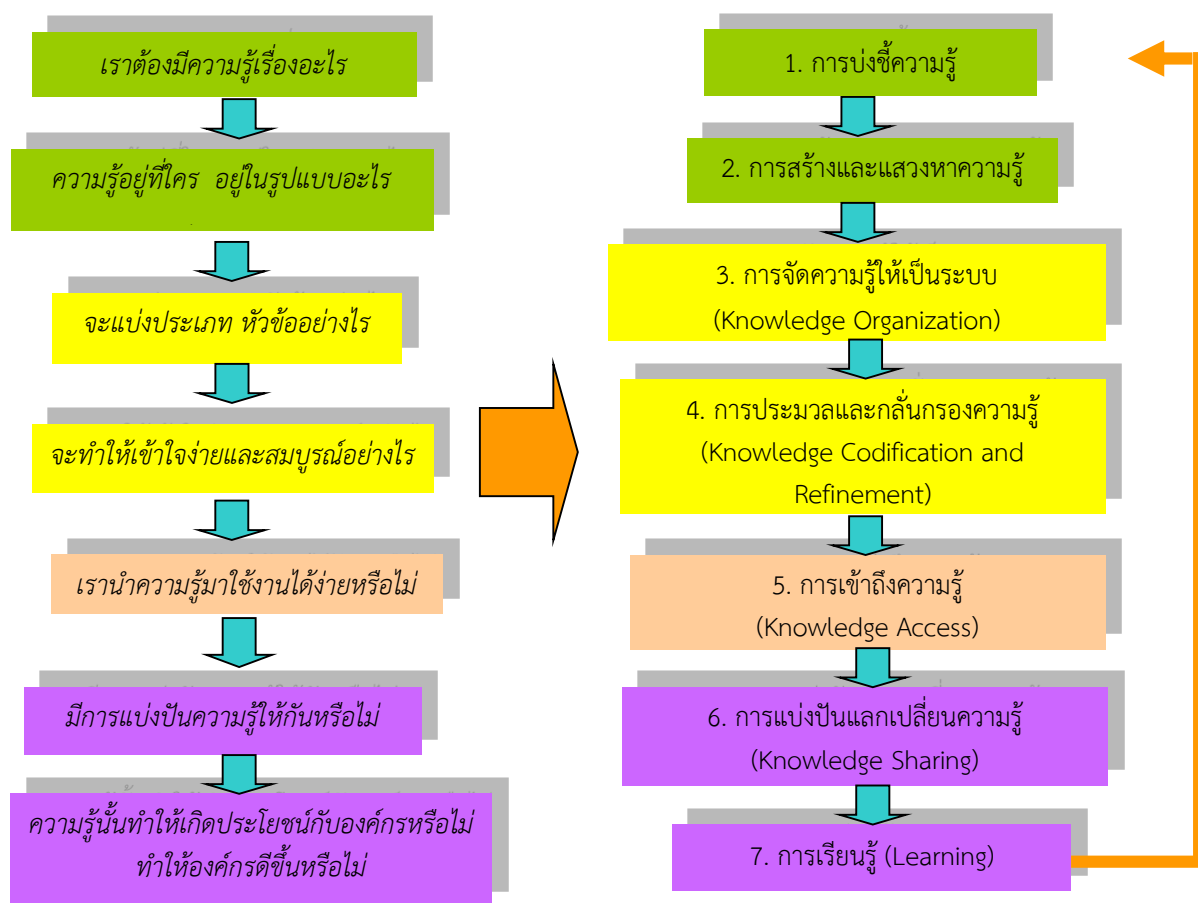 เราต้องมีความรู้เรื่องอะไร
ความรู้อยู่ที่ใคร อยู่ในรูปแบบอะไร
จะแบ่งประเภท หัวข้ออย่างไร
จะทำให้เข้าใจง่ายและสมบูรณ์อย่างไร
เรานำความรู้มาใช้งานได้ง่ายหรือไม่
มีการแบ่งปันความรู้ให้กันหรือไม่
ความรู้นั้นทำให้เกิดประโยชน์กับองค์กรหรือไม่
ทำให้องค์กรดีขึ้นหรือไม่
1. การบ่งชี้ความรู้
2. การสร้างและแสวงหาความรู้
3. การจัดความรู้ให้เป็นระบบ
(Knowledge Organization)
4. การประมวลและกลั่นกรองความรู้
(Knowledge Codification and
Refinement)
5. การเข้าถึงความรู้
(Knowledge Access)
6. การแบ่งปันแลกเปลี่ยนความรู้
(Knowledge Sharing)
7. การเรียนรู้ (Learning)